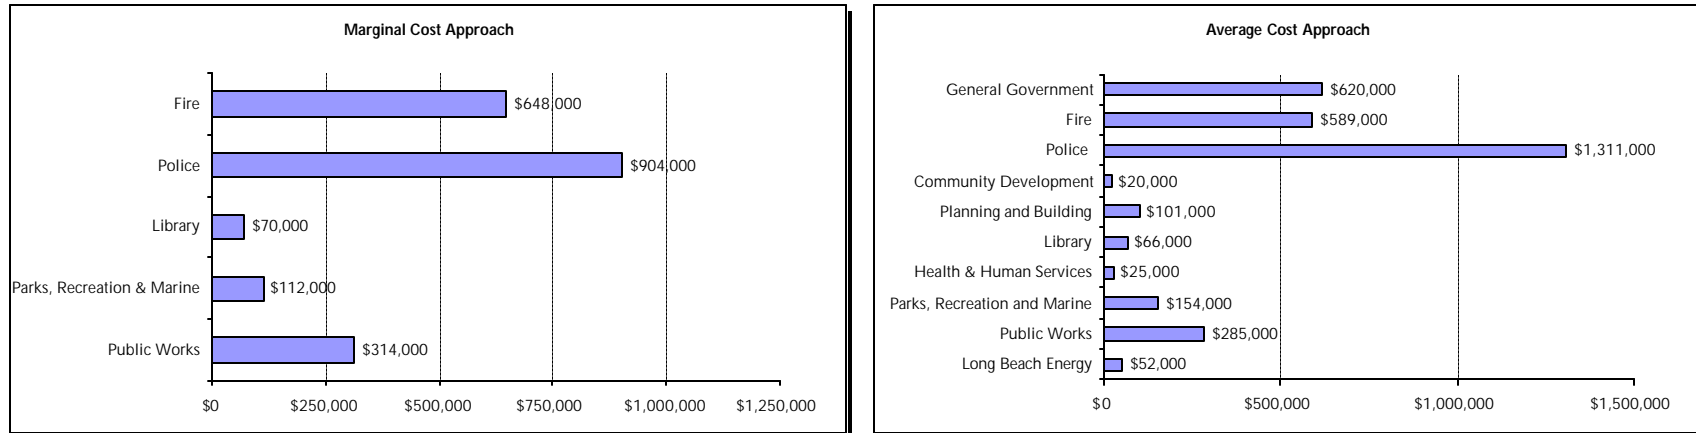 Marginal Cost Approach
Fire
$648,000
Police
$904,000
Library
$70,000
Parks, Recreation & Marine
$112,000
Public Works
$314,000
$0
$250,000
$500,000
$750,000
$1,000,000
$1,250,000
Average Cost Approach
General Government
$620,000
Fire
$589,000
Police
$1,311,000
Community Development
$20,000
Planning and Building
$101,000
Library
$66,000
Health & Human Services
$25,000
Parks, Recreation and Marine
$154,000
Public Works
$285,000
Long Beach Energy
$52,000
$0
$500,000
$1,000,000
$1,500,000